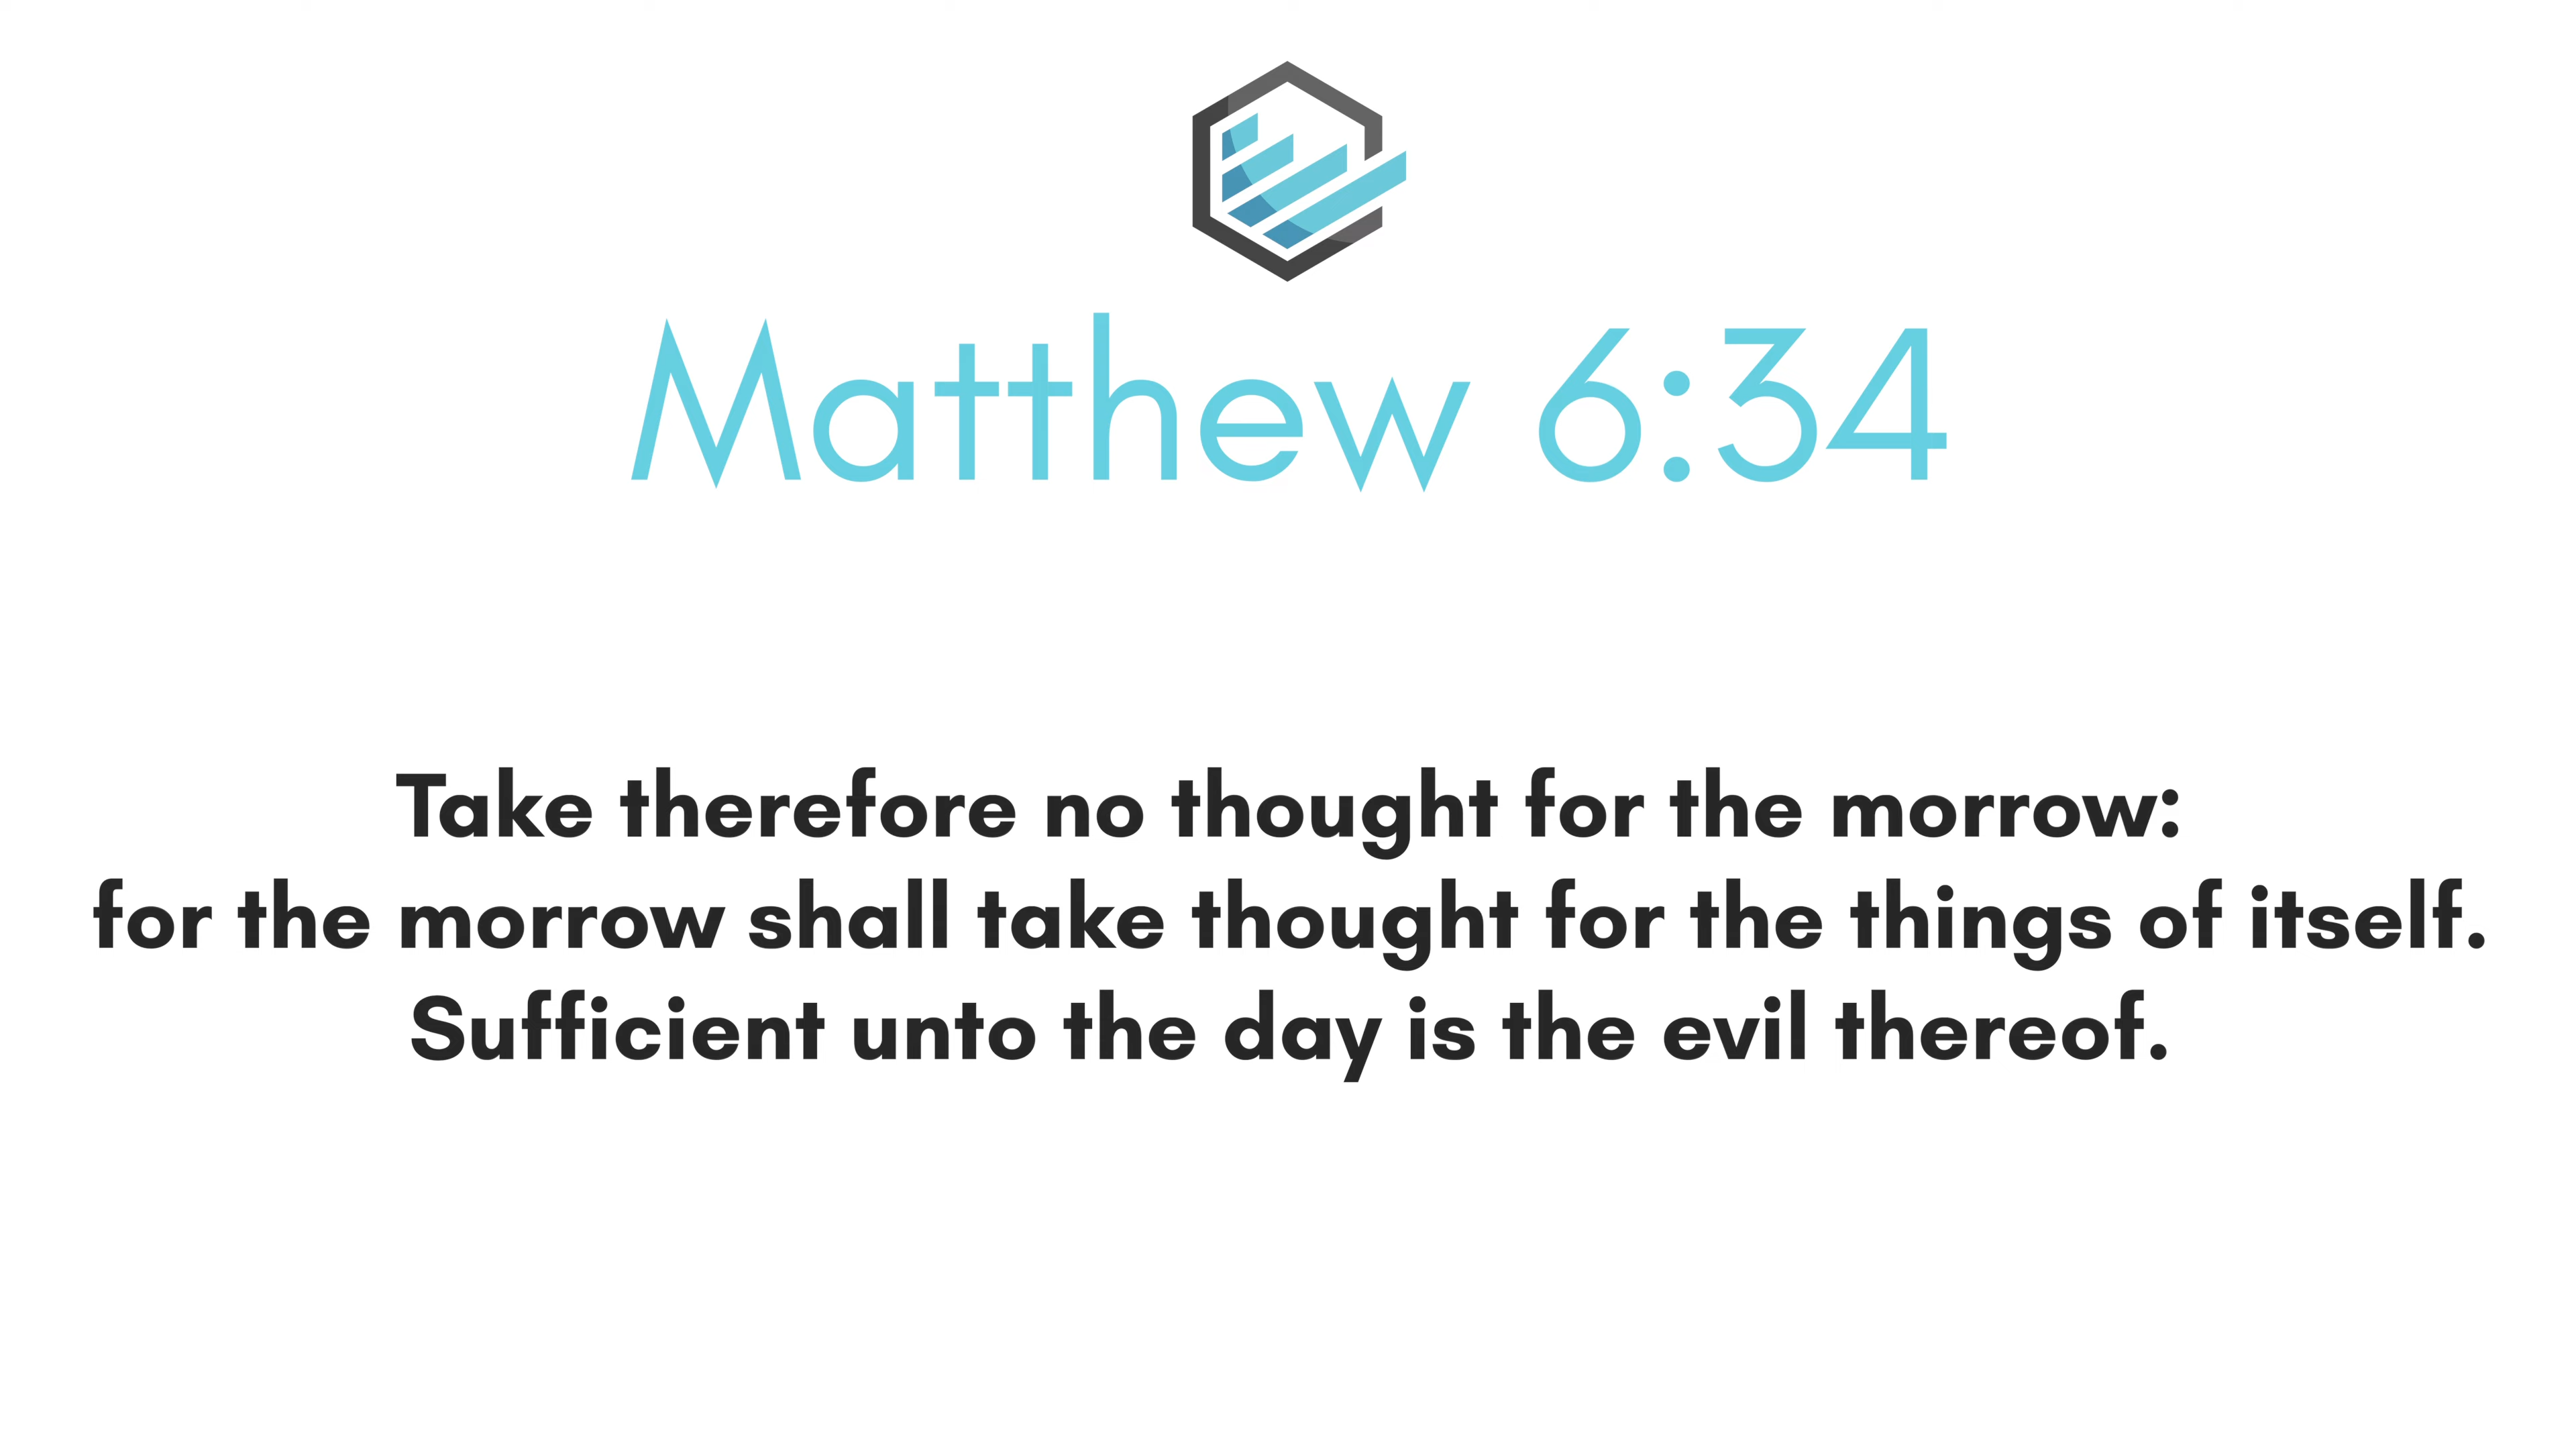 Matthew 6:34
Take therefore no thought for the morrow:
for the morrow shall take thought for the things of itself.
Sufficient unto the day is the evil thereof.